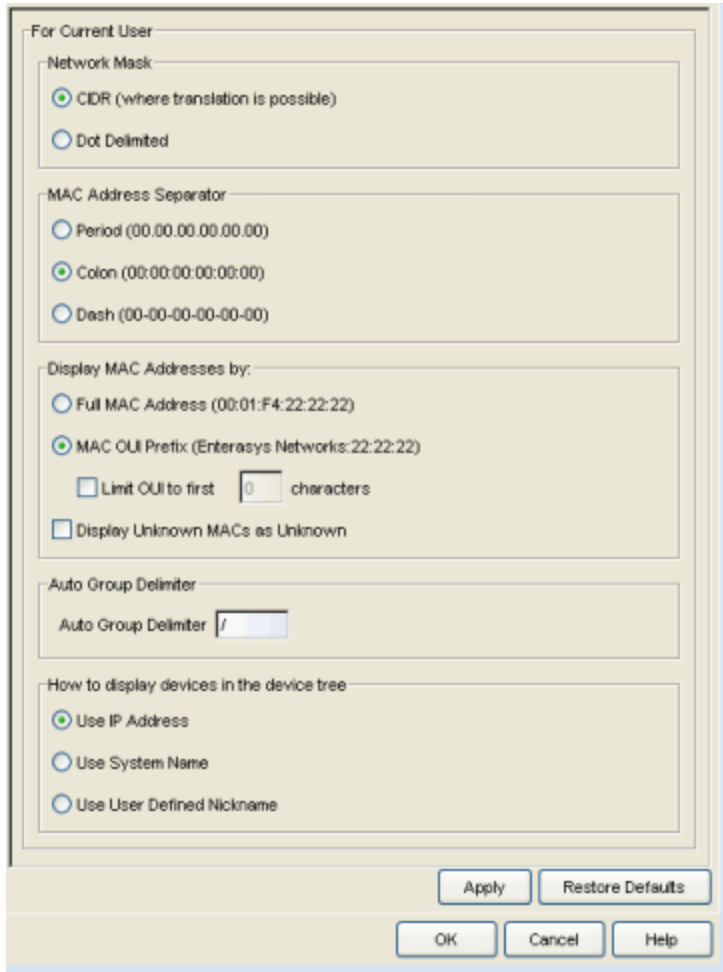 For Current User
Network Mask
CIDR (where translation is possible)
Dot Delimited
MAC Address Separator
Period (00.00.00.00.00.00)
Colon (00:00:00:00:00:00)
Dash (00-00-00-00-00-00)
Display MAC Addresses by:
Full MAC Address (00:01:F4:22:22:22)
MAC OUI Prefix (Enterasys Networks:22:22:22)
Limit OUI to first 0 characters
Display Unknown MACs as Unknown
Auto Group Delimiter
Auto Group Delimiter /
How to display devices in the device tree
Use IP Address
Use System Name
Use User Defined Nickname
Apply Restore Defaults
OK Cancel Help